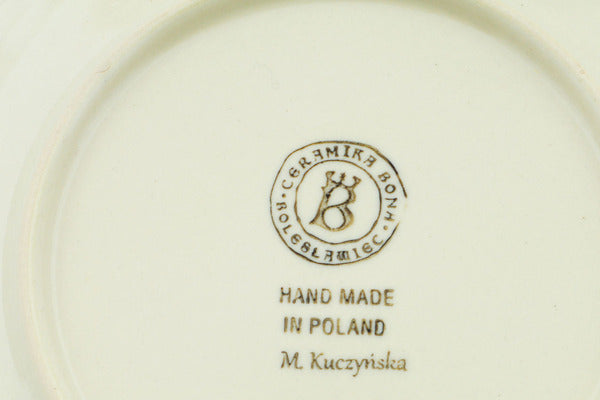 CERAMIKA BONA
BOLESŁAWIEC
B
HAND MADE
IN POLAND
M. Kuczyńska